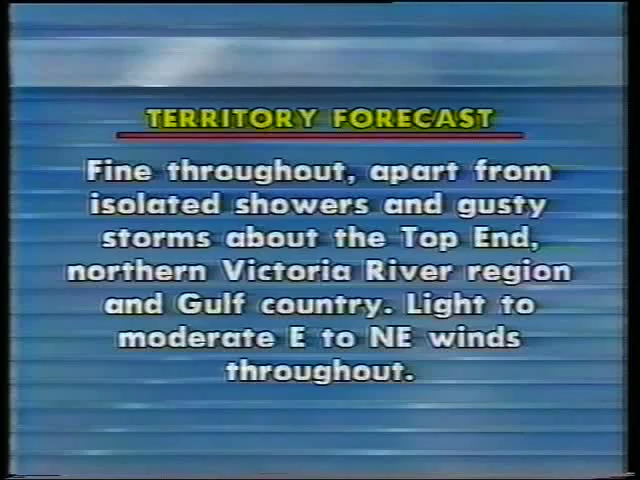 TERRITORY FORECAST
Fine throughout, apart from
isolated showers and gusty
storms about the Top End,
northern Victoria River region
and Gulf country. Light to
moderate E to NE winds
throughout.